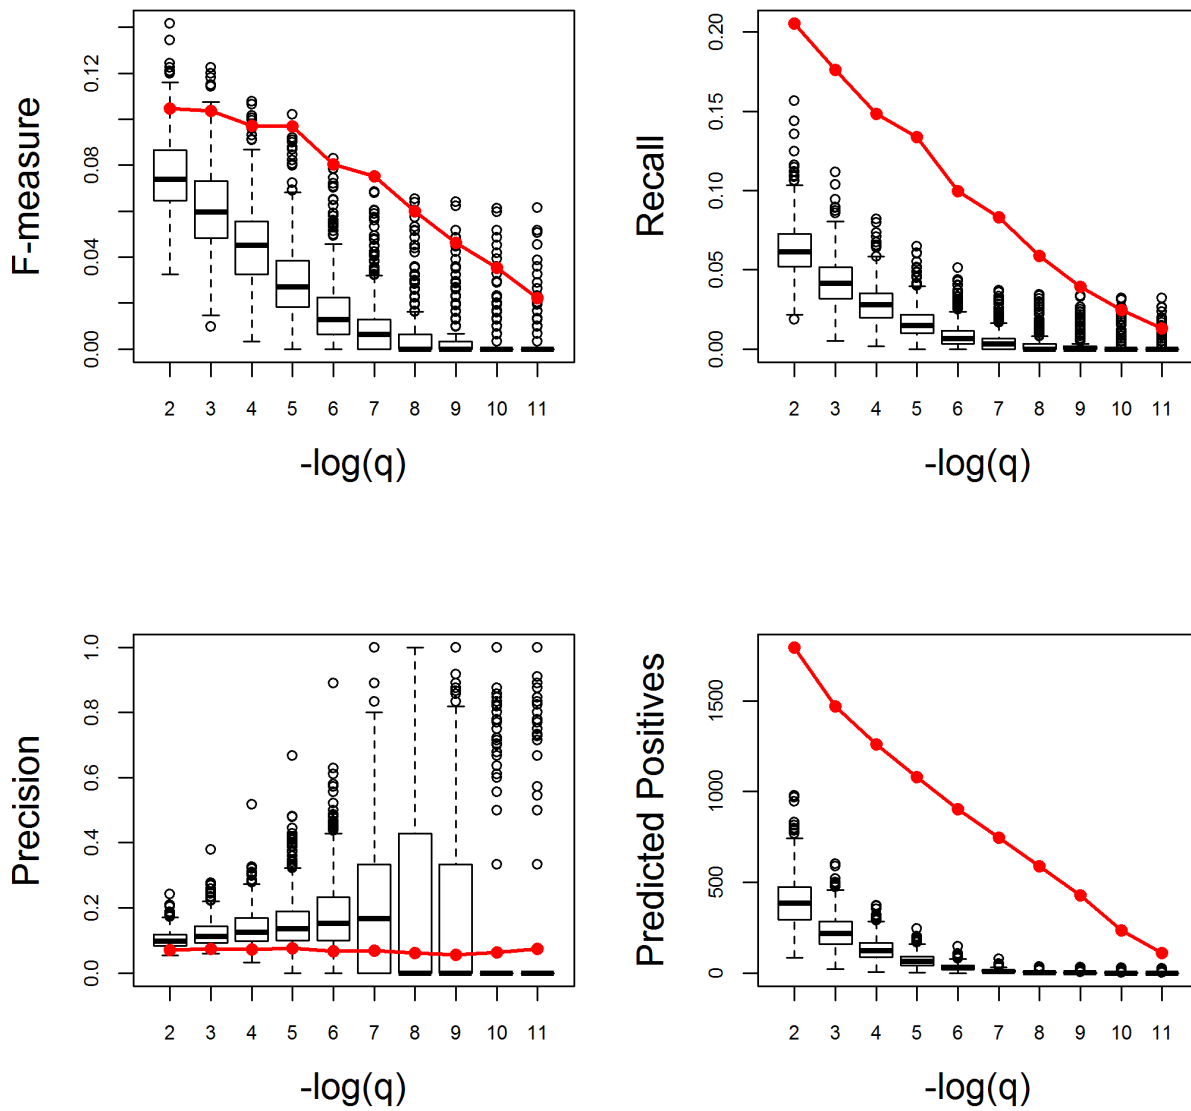 F-measure
0.12
0.08
0.04
0.00
2 3 4 5 6 7 8 9 10 11
-log(q)
Recall
0.20
0.15
0.10
0.05
0.00
2 3 4 5 6 7 8 9 10 11
-log(q)
Precision
1.0
0.8
0.6
0.4
0.2
0.0
2 3 4 5 6 7 8 9 10 11
-log(q)
Predicted Positives
1500
1000
500
0
2 3 4 5 6 7 8 9 10 11
-log(q)